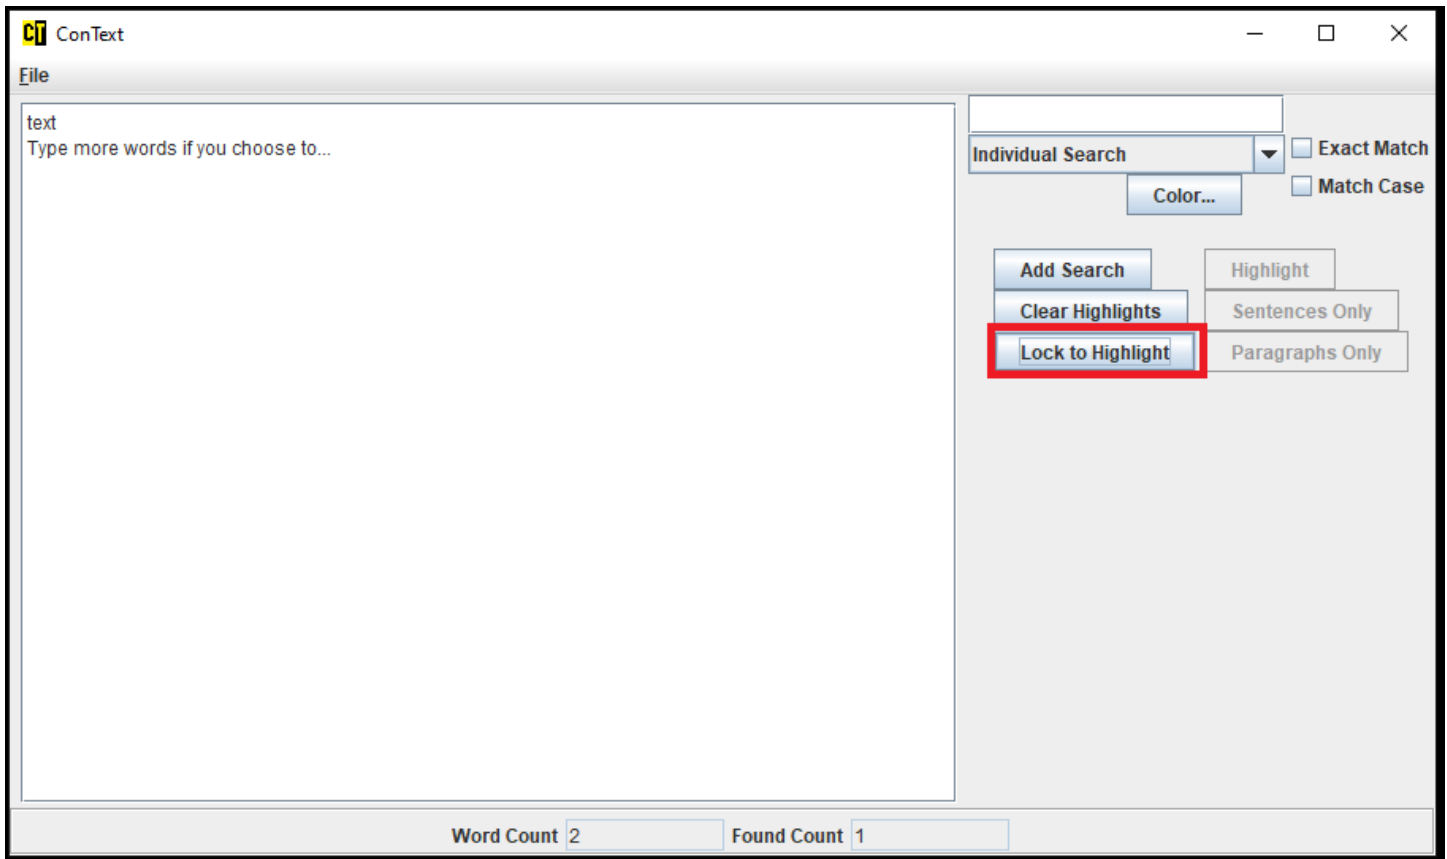 CT ConText
File
text
Type more words if you choose to...
Individual Search
Exact Match
Match Case
Color...
Add Search
Highlight
Clear Highlights
Sentences Only
Lock to Highlight
Paragraphs Only
Word Count 2
Found Count 1